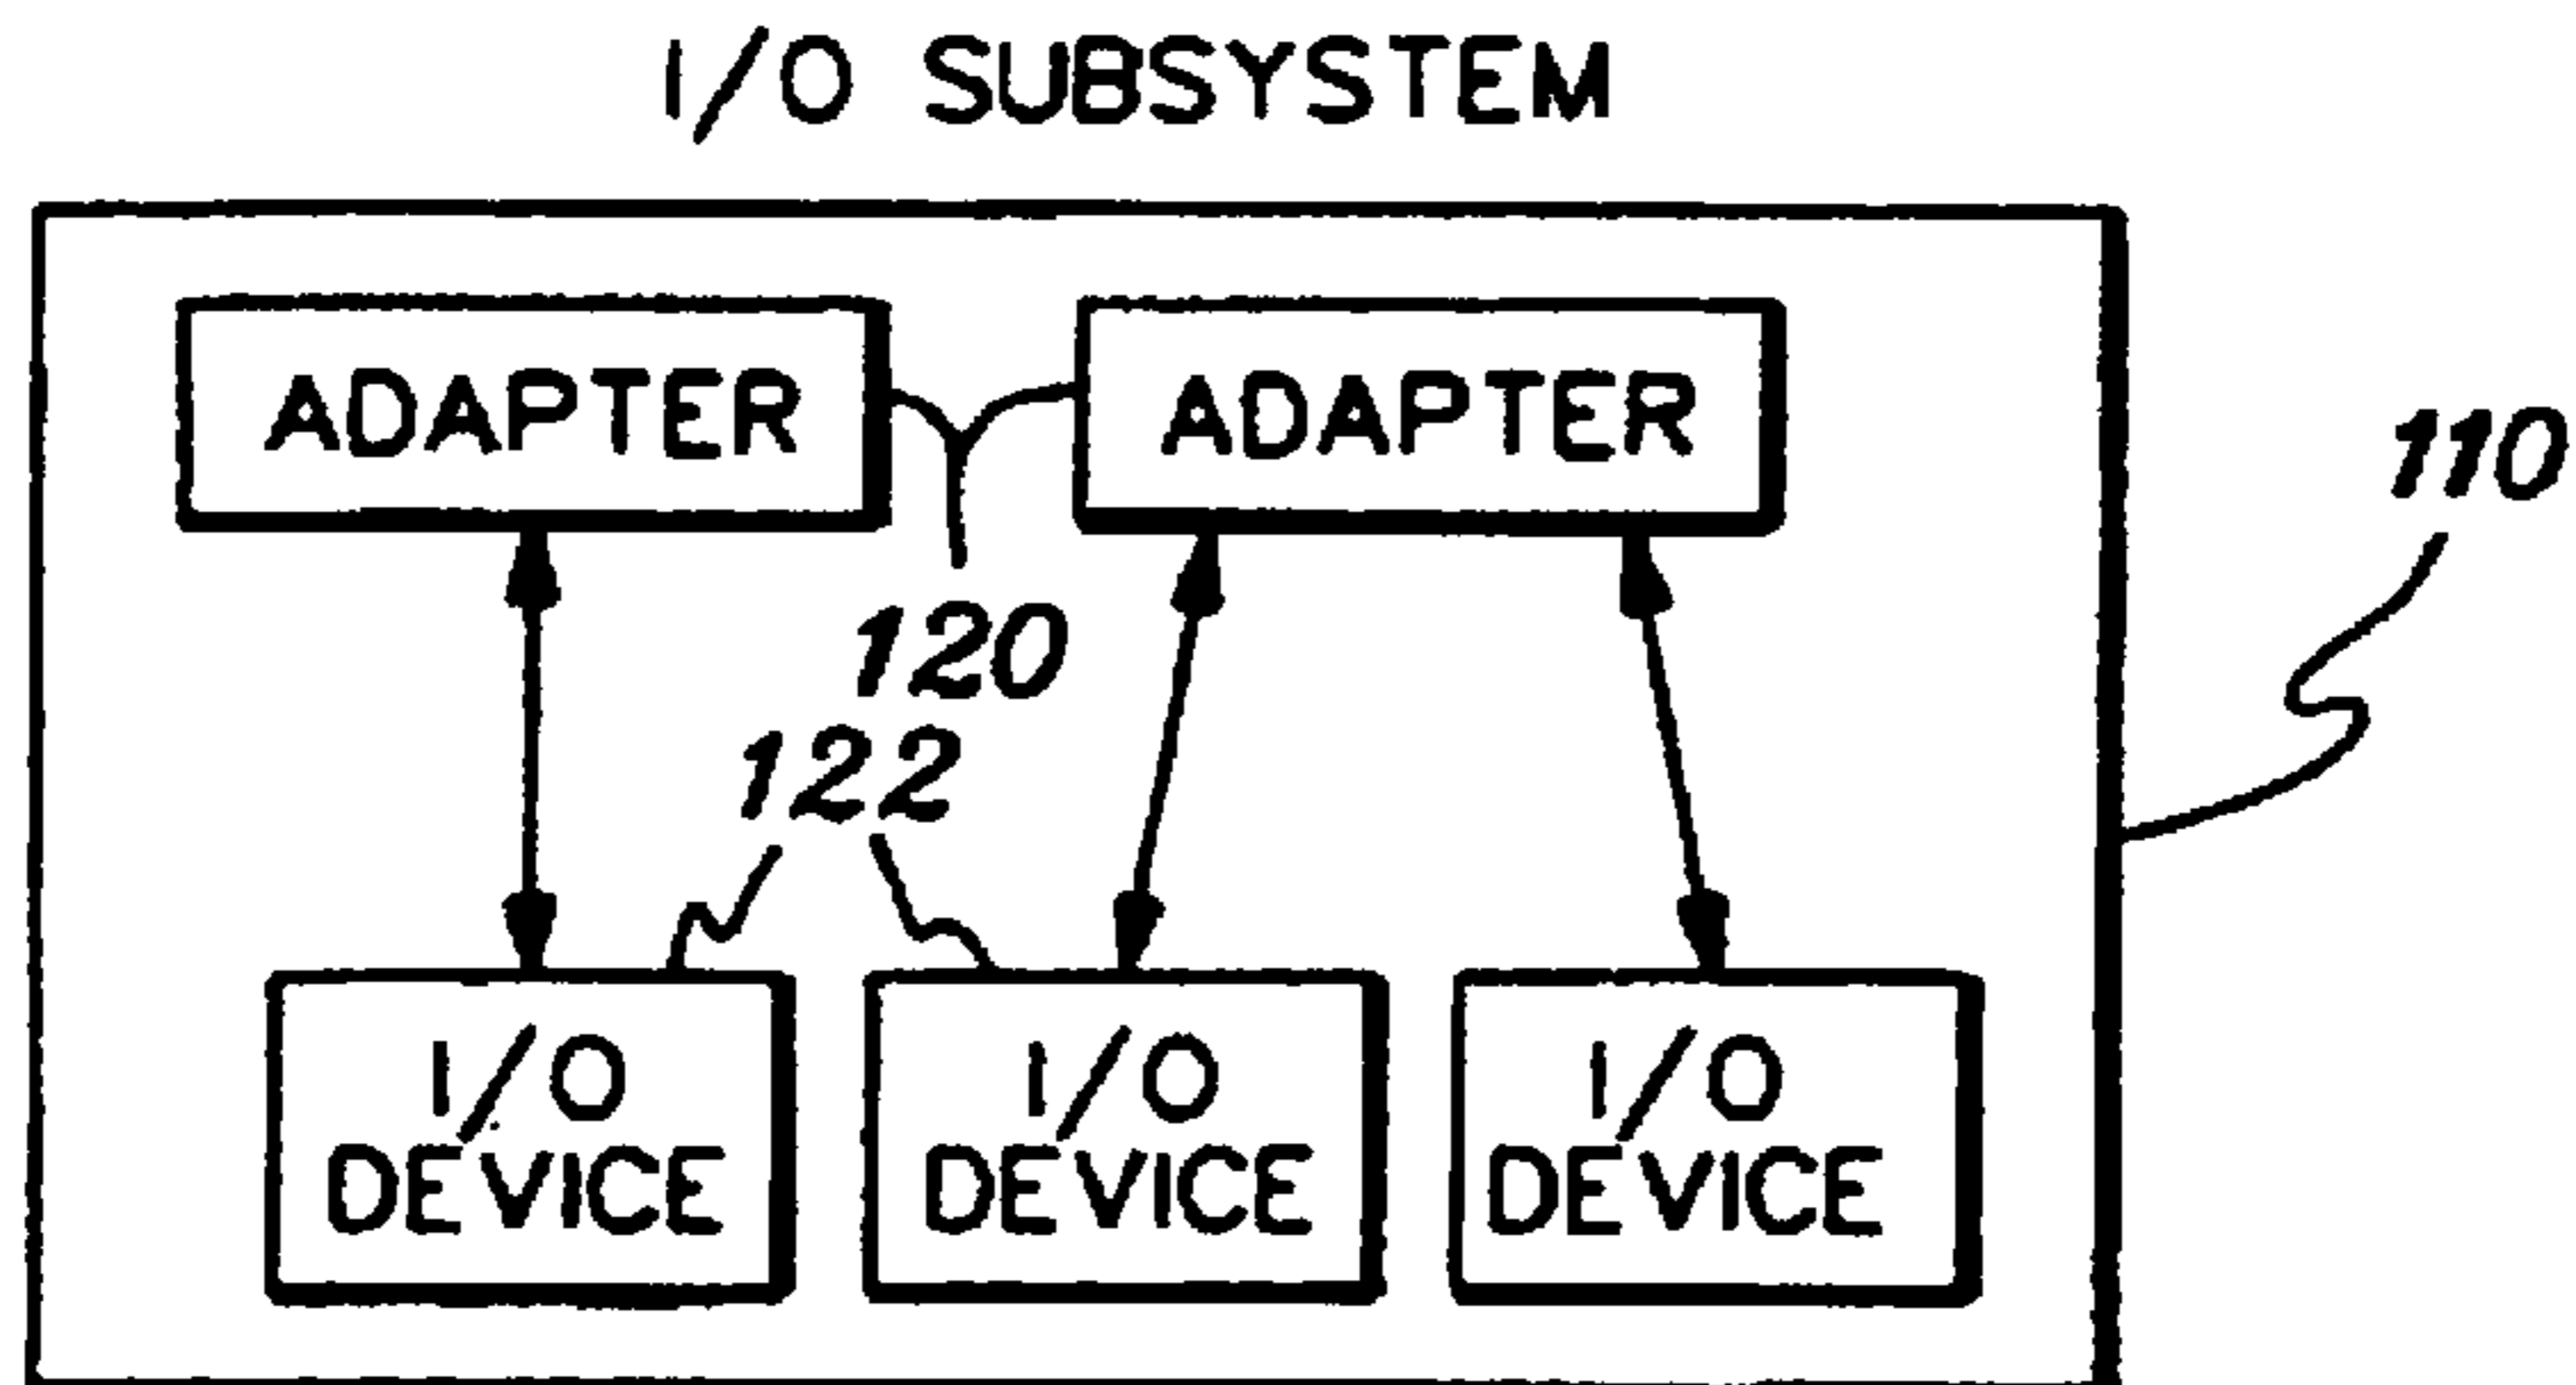 I/O SUBSYSTEM
ADAPTER
ADAPTER
110
120
122
I/O
DEVICE
I/O
DEVICE
I/O
DEVICE